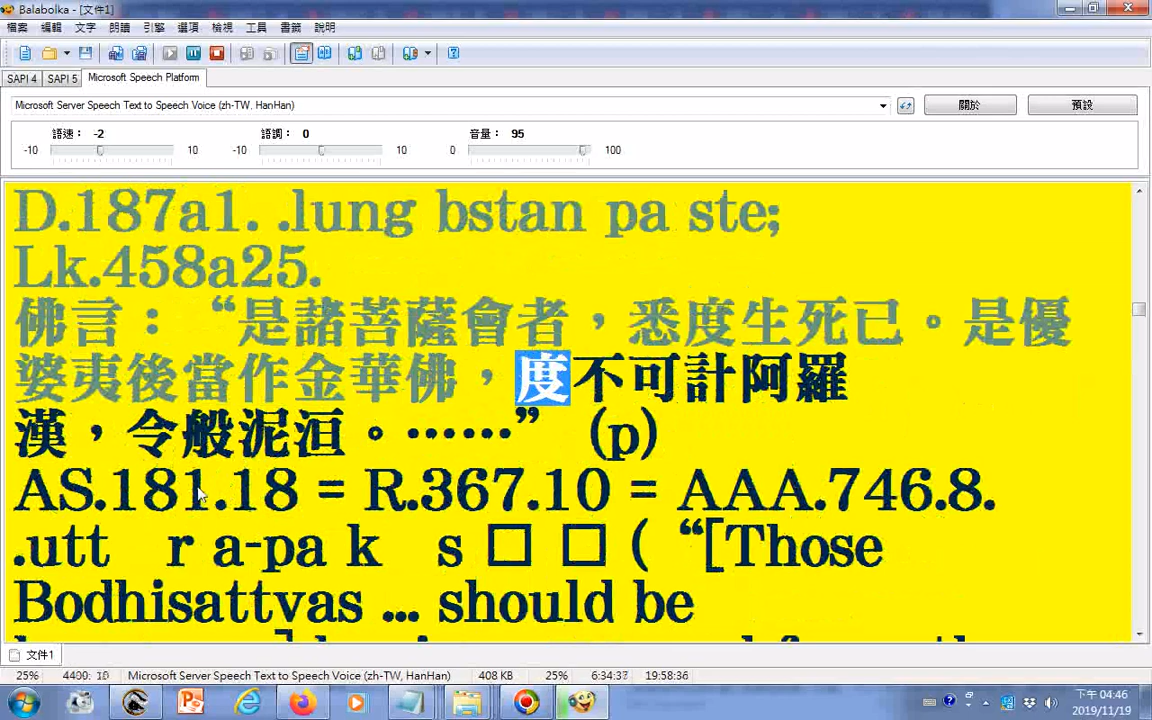 Balabolka - [文件1]
檔案 編輯 文字 朗讀 引擎 選項 檢視 工具 書籤 說明
SAPI 4 SAPI 5 Microsoft Speech Platform
Microsoft Server Speech Text to Speech Voice (zh-TW, HanHan) 關於 預設
語速： -2 語調： 0 音量： 95
-10 10 -10 10 0 100
D.187a1. .lung bstan pa ste;
Lk.458a25.
佛言：“是諸菩薩會者，悉度生死已。是優
婆夷後當作金華佛，度不可計阿羅
漢，令般泥洹。……” (p)
AS.181.18 = R.367.10 = AAA.746.8.
.utt r a-pa k s □ □ ( “[Those
Bodhisattvas ... should be
文件1
25% 4400: 10 Microsoft Server Speech Text to Speech Voice (zh-TW, HanHan) 408 KB 25% 6:34:37 19:58:36
下午 04:46
2019/11/19